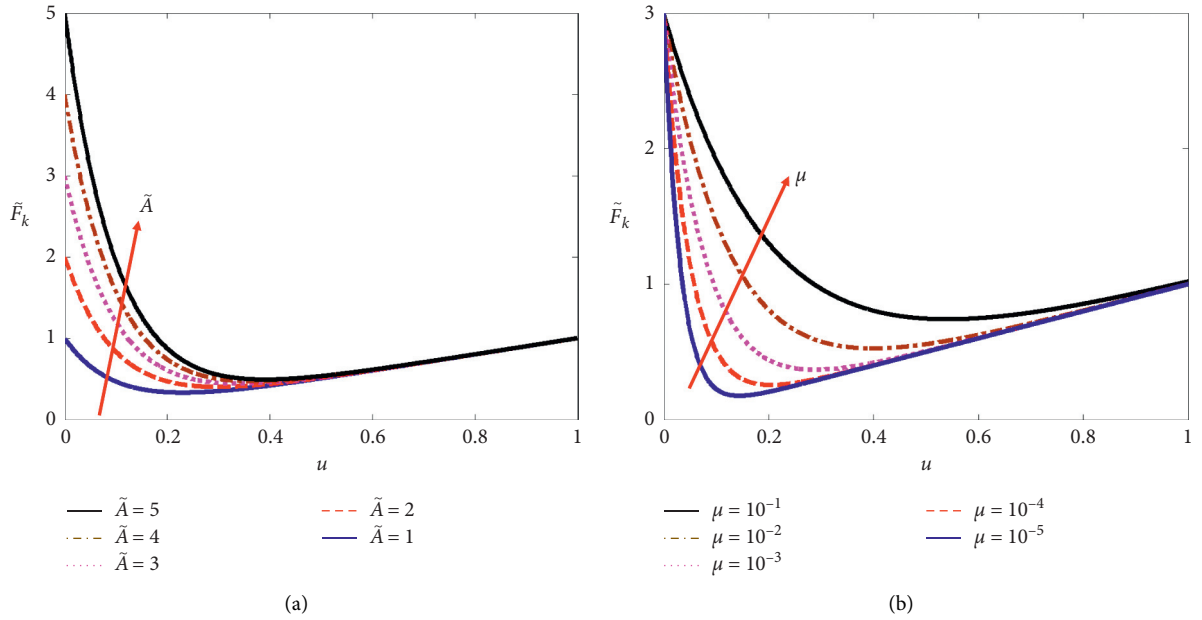 5
4
3
2
1
0
F̃ₖ
Ã
0
0.2
0.4
0.6
0.8
1
u
Ã = 5
Ã = 4
Ã = 3
Ã = 2
Ã = 1
(a)
3
2
1
0
F̃ₖ
μ
0
0.2
0.4
0.6
0.8
1
u
μ = 10⁻¹
μ = 10⁻²
μ = 10⁻³
μ = 10⁻⁴
μ = 10⁻⁵
(b)